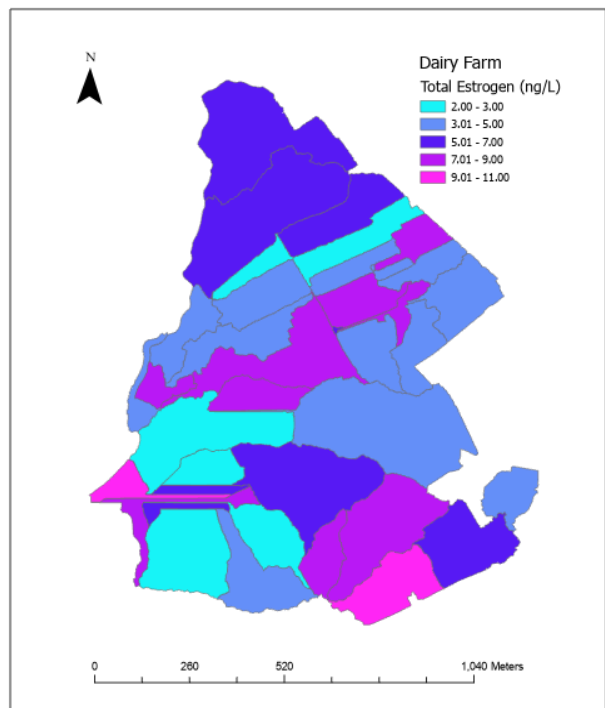 N
Dairy Farm
Total Estrogen (ng/L)
2.00 - 3.00
3.01 - 5.00
5.01 - 7.00
7.01 - 9.00
9.01 - 11.00
0 260 520 1,040 Meters